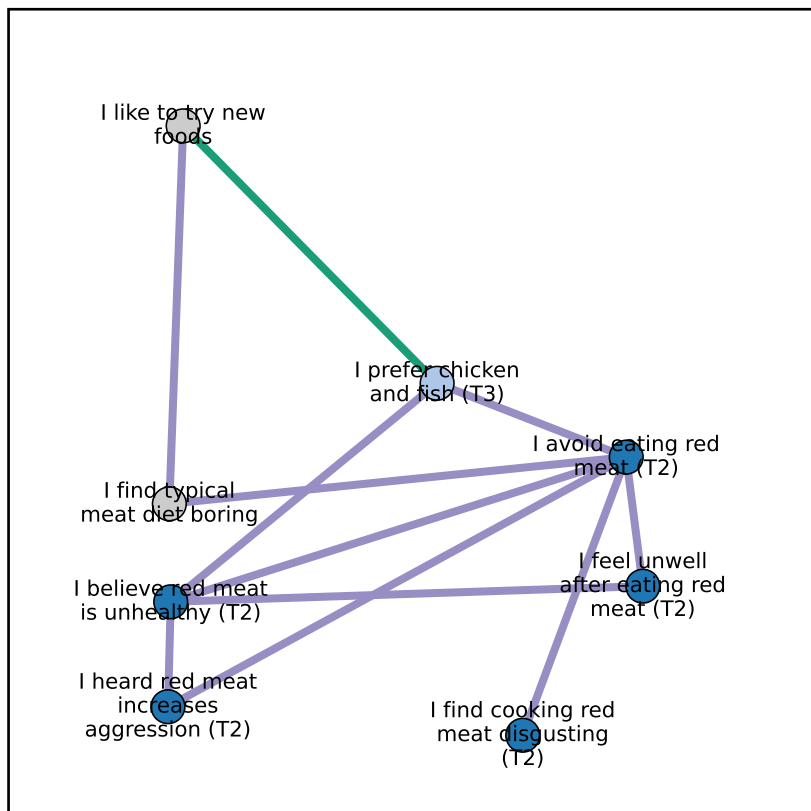 I like to try new
foods
I prefer chicken
and fish (T3)
I avoid eating red
meat (T2)
I find typical
meat diet boring
I feel unwell
after eating red
meat (T2)
I believe red meat
is unhealthy (T2)
I heard red meat
increases
aggression (T2)
I find cooking red
meat disgusting
(T2)